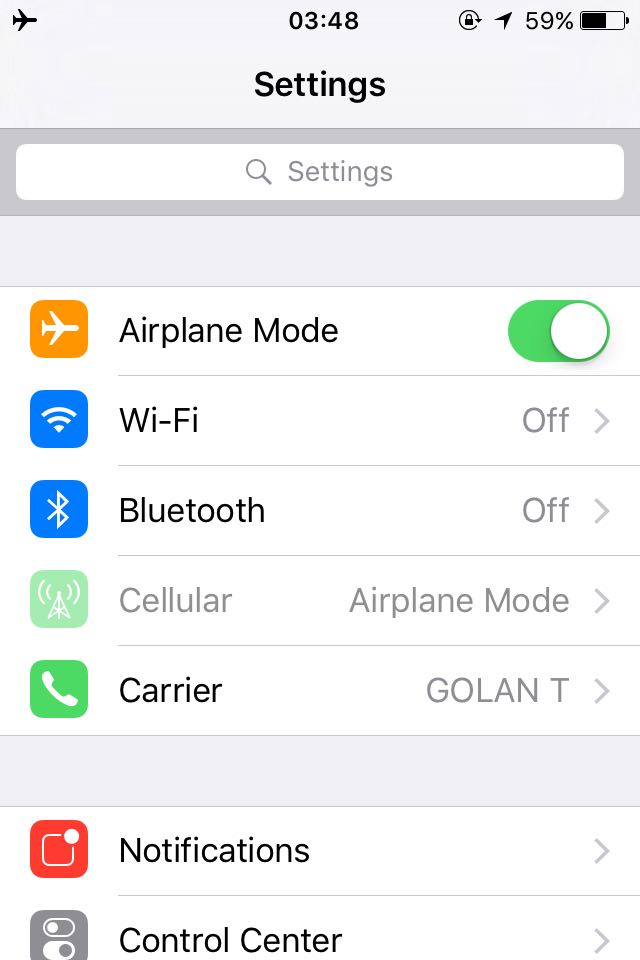 03:48 59%
Settings
Settings
Airplane Mode
Wi-Fi Off
Bluetooth Off
Cellular Airplane Mode
Carrier GOLAN T
Notifications
Control Center